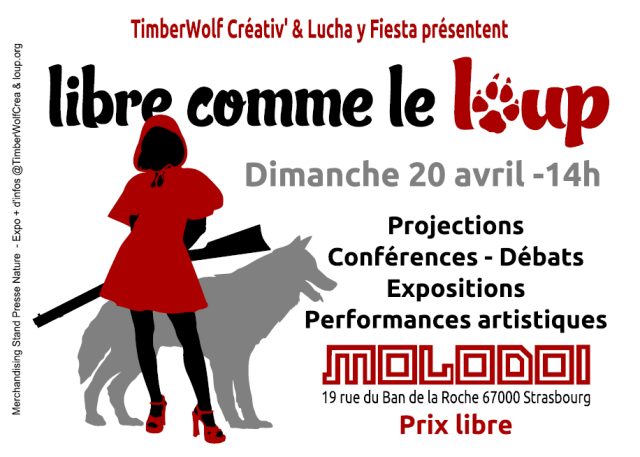 TimberWolf Créativ' & Lucha y Fiesta présentent
libre comme le loup
Dimanche 20 avril -14h
Projections
Conférences - Débats
Expositions
Performances artistiques
MOLODOI
19 rue du Ban de la Roche 67000 Strasbourg
Prix libre
Merchandising Stand Presse Nature - Expo + d'infos @TimberWolfCrea & loup.org